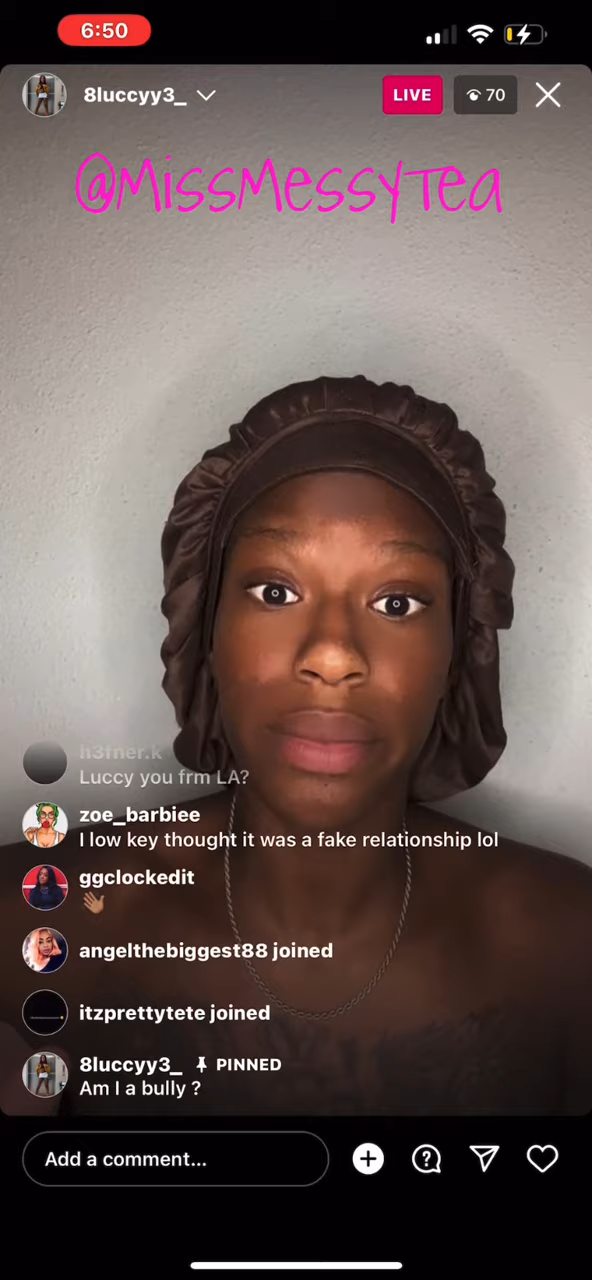 6:50
8luccyy3_
LIVE
70
@MissMessyTea
h3fner.k
Luccy you frm LA?
zoe_barbiee
I low key thought it was a fake relationship lol
ggclockedit
angelthebiggest88 joined
itzprettytete joined
8luccyy3_ PINNED
Am I a bully ?
Add a comment...